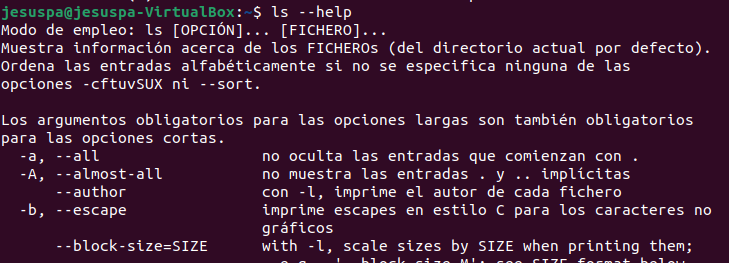 jesuspa@jesuspa-VirtualBox:~$ ls --help
Modo de empleo: ls [OPCIÓN]... [FICHERO]...
Muestra información acerca de los FICHEROs (del directorio actual por defecto).
Ordena las entradas alfabéticamente si no se especifica ninguna de las
opciones -cftuvSUX ni --sort.

Los argumentos obligatorios para las opciones largas son también obligatorios
para las opciones cortas.
  -a, --all                  no oculta las entradas que comienzan con .
  -A, --almost-all           no muestra las entradas . y .. implícitas
      --author               con -l, imprime el autor de cada fichero
  -b, --escape               imprime escapes en estilo C para los caracteres no
                             gráficos
      --block-size=SIZE      with -l, scale sizes by SIZE when printing them;